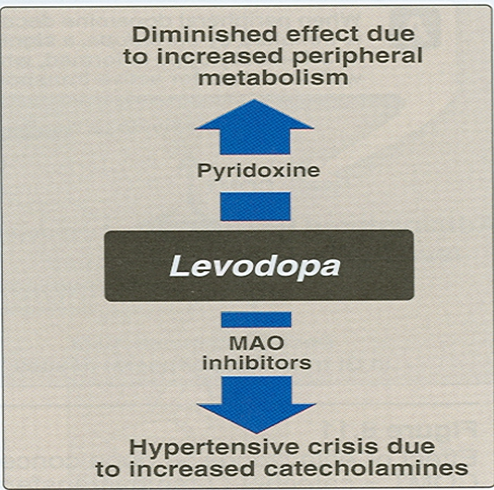 Diminished effect due
to increased peripheral
metabolism
Pyridoxine
Levodopa
MAO
inhibitors
Hypertensive crisis due
to increased catecholamines